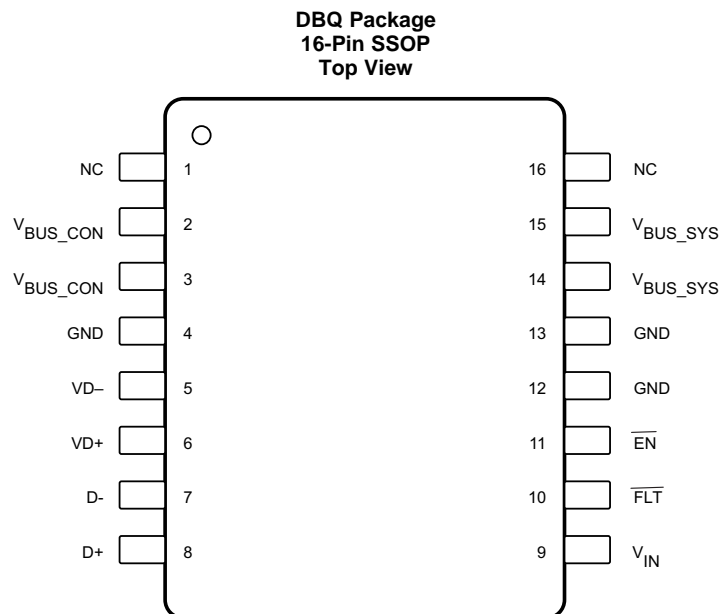 DBQ Package
16-Pin SSOP
Top View
NC 1 16 NC
VBUS_CON 2 15 VBUS_SYS
VBUS_CON 3 14 VBUS_SYS
GND 4 13 GND
VD– 5 12 GND
VD+ 6 11 EN
D- 7 10 FLT
D+ 8 9 VIN